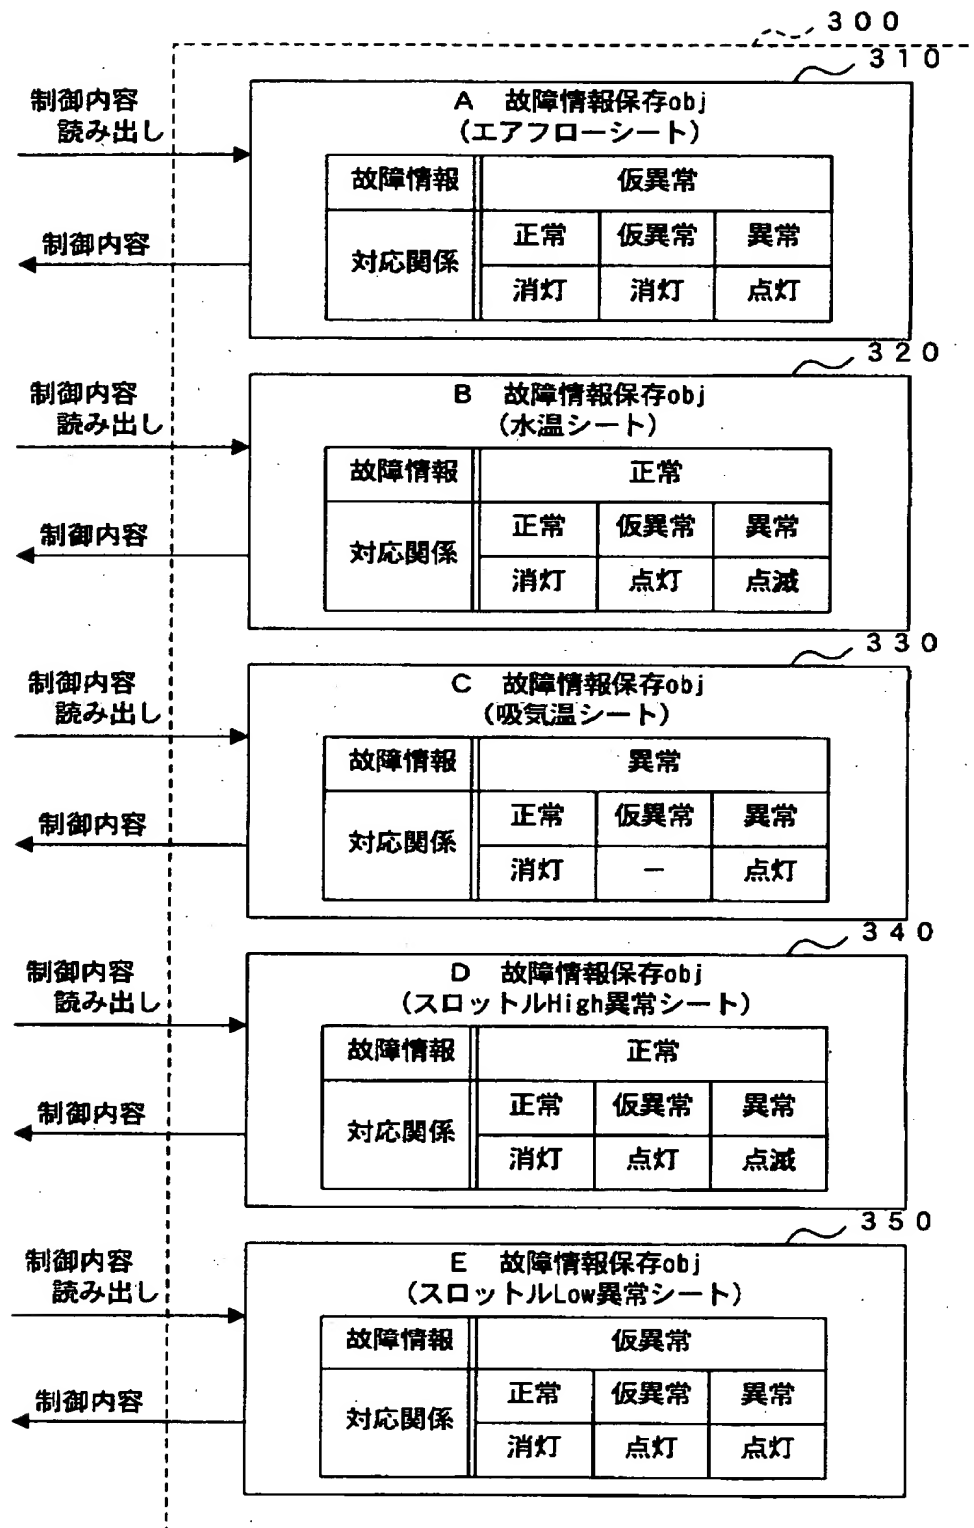 300
310
制御内容
読み出し
制御内容
A 故障情報保存obj
(エアフローシート)
故障情報 仮異常
対応関係
正常 仮異常 異常
消灯 消灯 点灯
320
制御内容
読み出し
制御内容
B 故障情報保存obj
(水温シート)
故障情報 正常
対応関係
正常 仮異常 異常
消灯 点灯 点滅
330
制御内容
読み出し
制御内容
C 故障情報保存obj
(吸気温シート)
故障情報 異常
対応関係
正常 仮異常 異常
消灯 － 点灯
340
制御内容
読み出し
制御内容
D 故障情報保存obj
(スロットルHigh異常シート)
故障情報 正常
対応関係
正常 仮異常 異常
消灯 点灯 点滅
350
制御内容
読み出し
制御内容
E 故障情報保存obj
(スロットルLow異常シート)
故障情報 仮異常
対応関係
正常 仮異常 異常
消灯 点灯 点灯